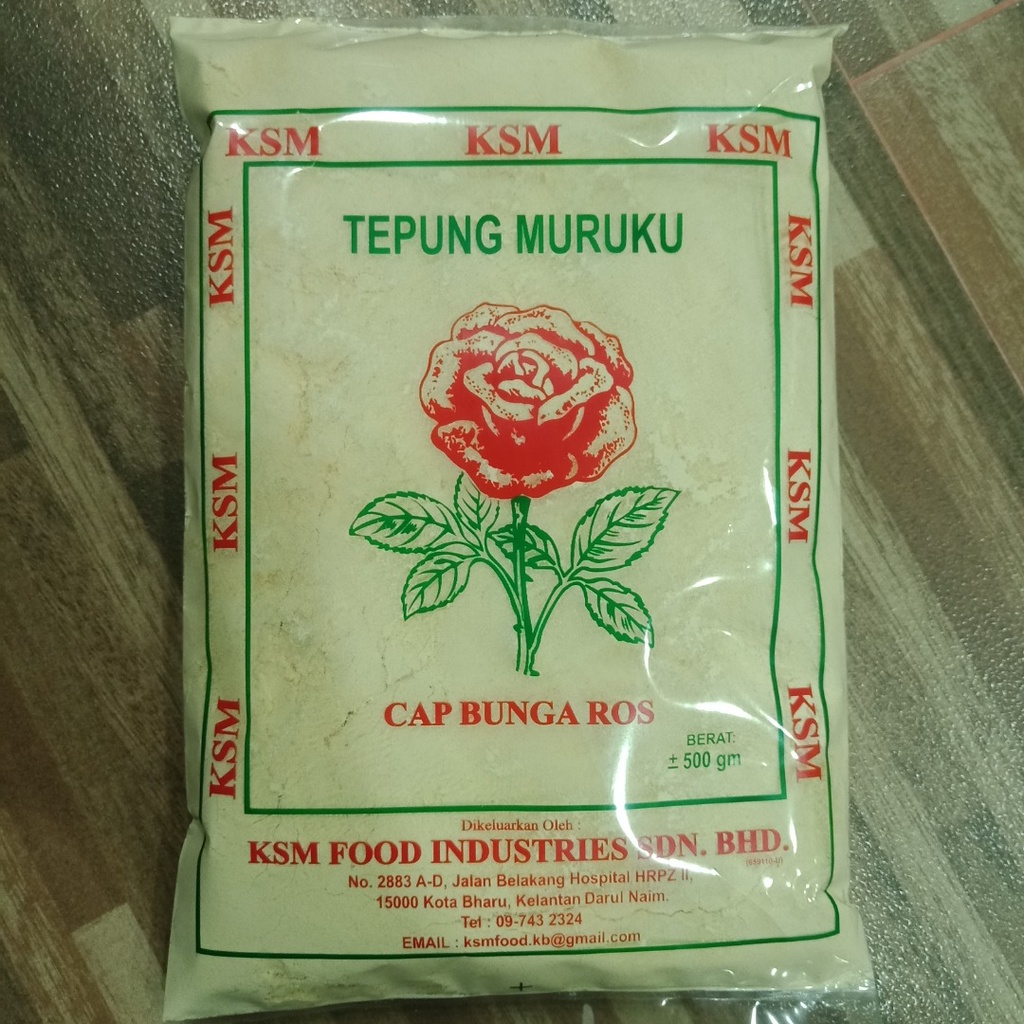 KSM KSM KSM
TEPUNG MURUKU
KSM
KSM
KSM
KSM
KSM
KSM
CAP BUNGA ROS
BERAT:
± 500 gm
Dikeluarkan Oleh :
KSM FOOD INDUSTRIES SDN. BHD.
No. 2883 A-D, Jalan Belakang Hospital HRPZ II,
15000 Kota Bharu, Kelantan Darul Naim.
Tel : 09-743 2324
EMAIL : ksmfood.kb@gmail.com